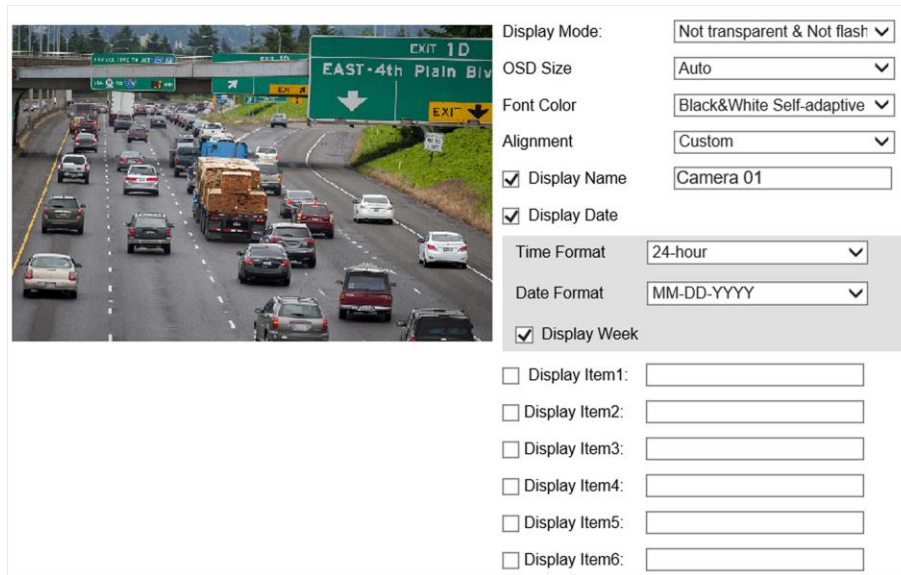 EXIT 1D
EAST-4th Plain Blv
EXIT
Display Mode:
Not transparent & Not flash
OSD Size
Auto
Font Color
Black&White Self-adaptive
Alignment
Custom
Display Name
Camera 01
Display Date
Time Format
24-hour
Date Format
MM-DD-YYYY
Display Week
Display Item1:
Display Item2:
Display Item3:
Display Item4:
Display Item5:
Display Item6: